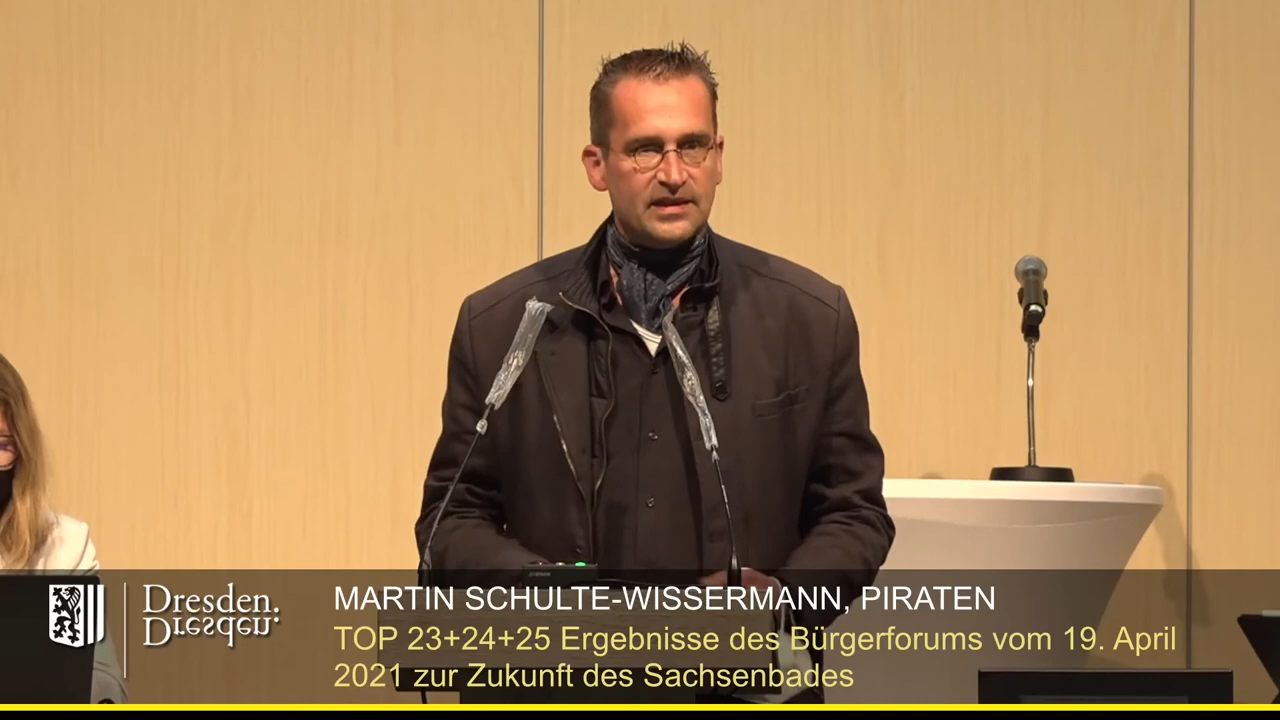 Dresden.
Dresden.
MARTIN SCHULTE-WISSERMANN, PIRATEN
TOP 23+24+25 Ergebnisse des Bürgerforums vom 19. April
2021 zur Zukunft des Sachsenbades